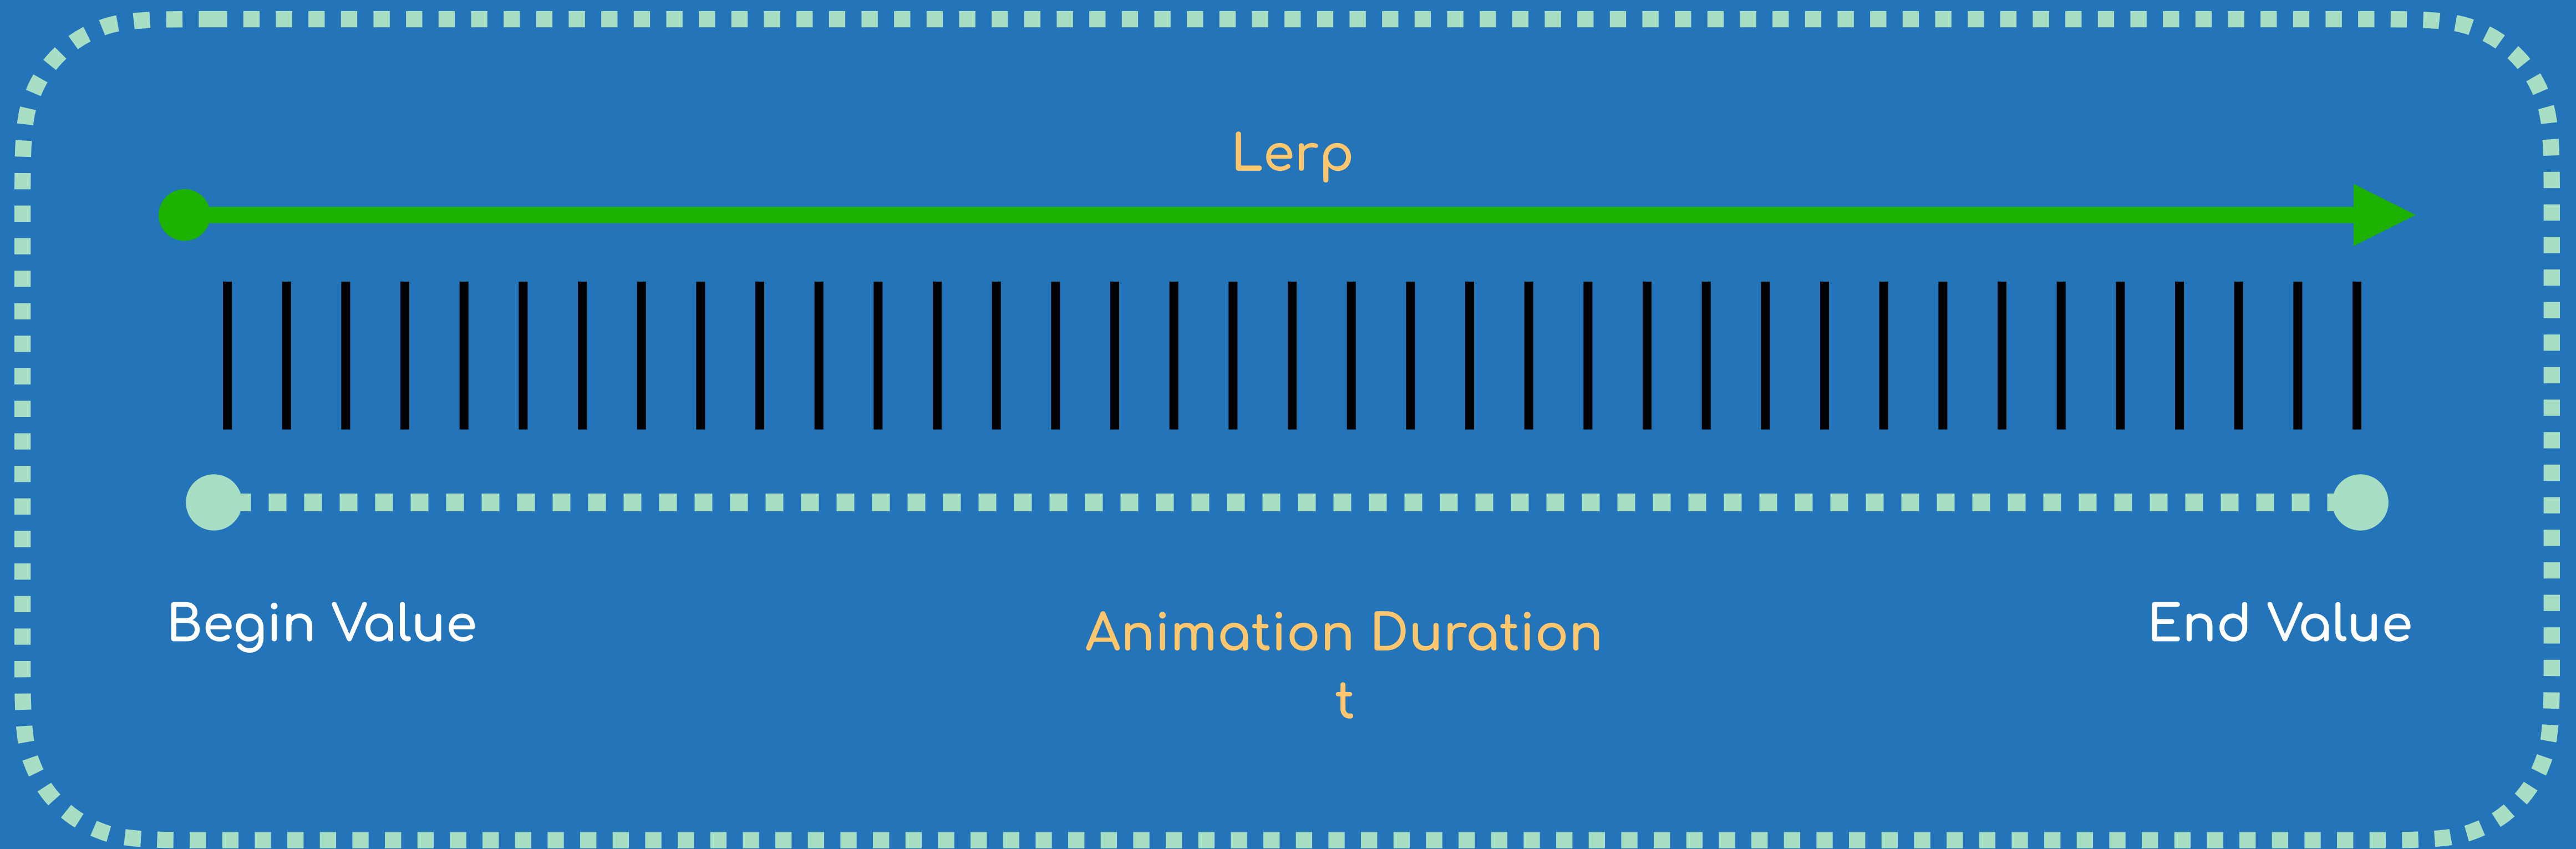 Lerp
Begin Value
Animation Duration
End Value
t